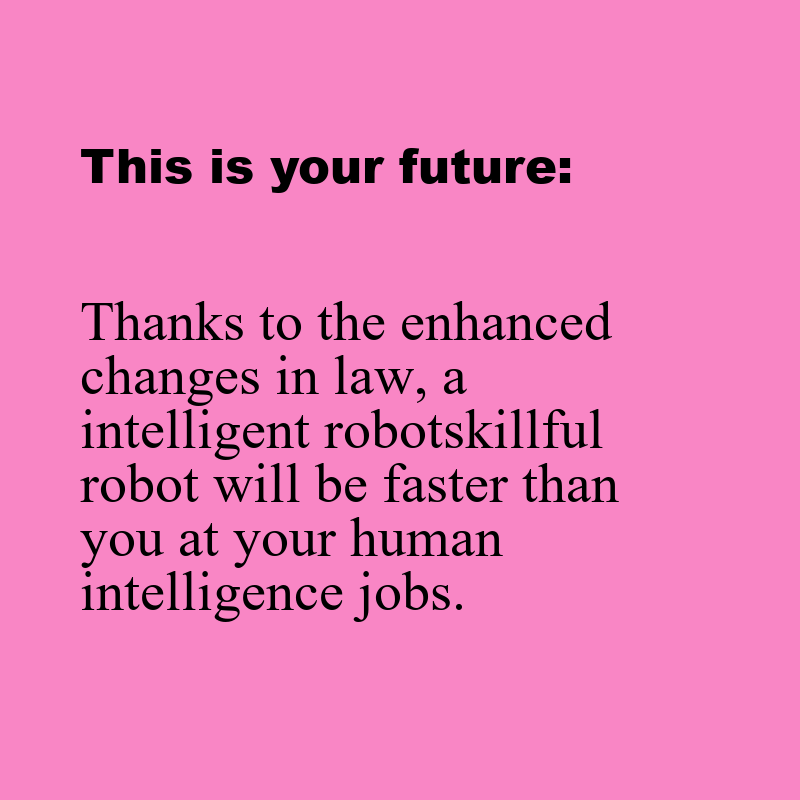 This is your future:
Thanks to the enhanced
changes in law, a
intelligent robotskillful
robot will be faster than
you at your human
intelligence jobs.